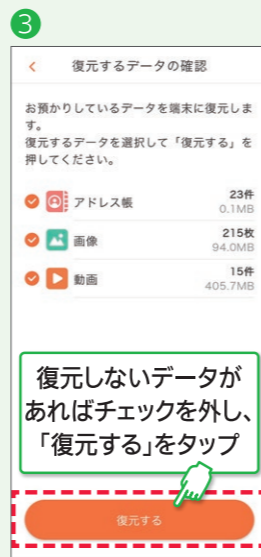 3
< 復元するデータの確認
お預かりしているデータを端末に復元しま
す。
復元するデータを選択して「復元する」を
押してください。
アドレス帳 23件
0.1MB
画像 215枚
94.0MB
動画 15件
405.7MB
復元しないデータが
あればチェックを外し、
「復元する」をタップ
復元する